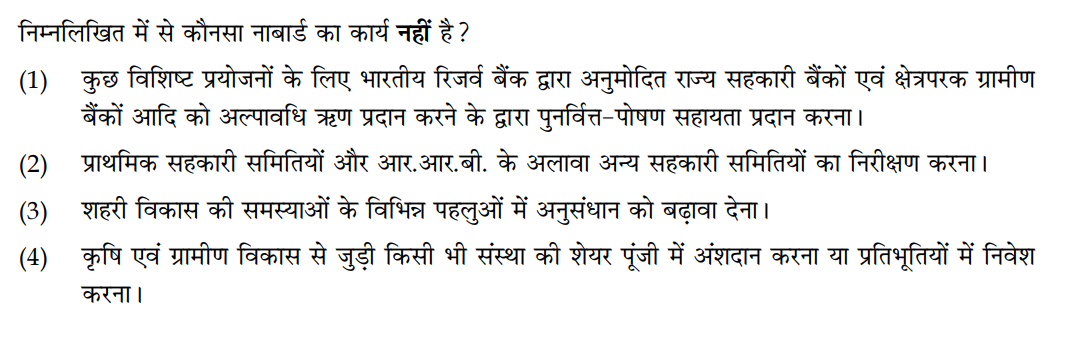 निम्नलिखित में से कौनसा नाबार्ड का कार्य नहीं है ?
(1) कुछ विशिष्ट प्रयोजनों के लिए भारतीय रिजर्व बैंक द्वारा अनुमोदित राज्य सहकारी बैंकों एवं क्षेत्रपरक ग्रामीण
बैंकों आदि को अल्पावधि ऋण प्रदान करने के द्वारा पुनर्वित्त-पोषण सहायता प्रदान करना।
(2) प्राथमिक सहकारी समितियों और आर.आर.बी. के अलावा अन्य सहकारी समितियों का निरीक्षण करना।
(3) शहरी विकास की समस्याओं के विभिन्न पहलुओं में अनुसंधान को बढ़ावा देना।
(4) कृषि एवं ग्रामीण विकास से जुड़ी किसी भी संस्था की शेयर पूंजी में अंशदान करना या प्रतिभूतियों में निवेश
करना।